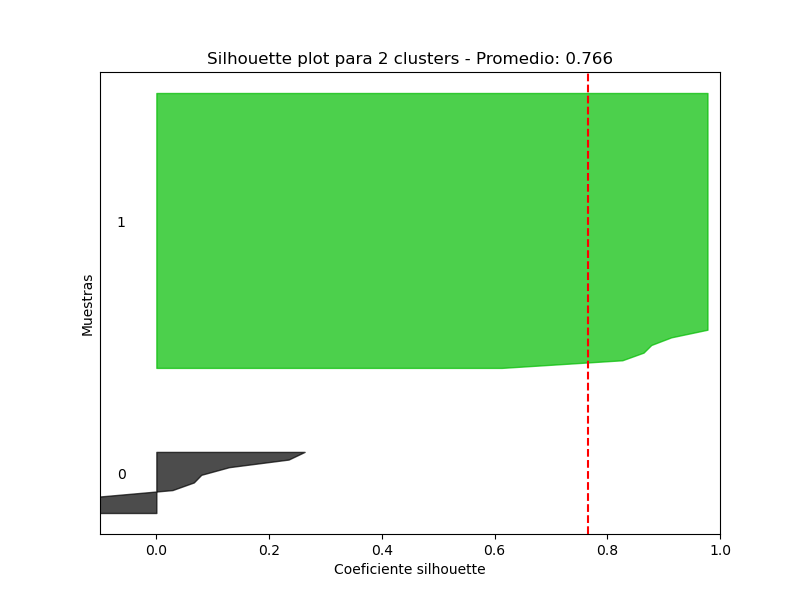 Silhouette plot para 2 clusters - Promedio: 0.766
1
Muestras
0
0.0 0.2 0.4 0.6 0.8 1.0
Coeficiente silhouette